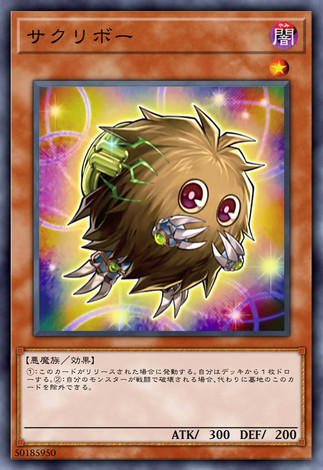 サクリボー
闇
やみ
【悪魔族/効果】
①:このカードがリリースされた場合に発動する。自分はデッキから1枚ドロ
ーする。②:自分のモンスターが戦闘で破壊される場合、代わりに墓地のこのカー
ドを除外できる。
ATK/ 300 DEF/ 200
50185950